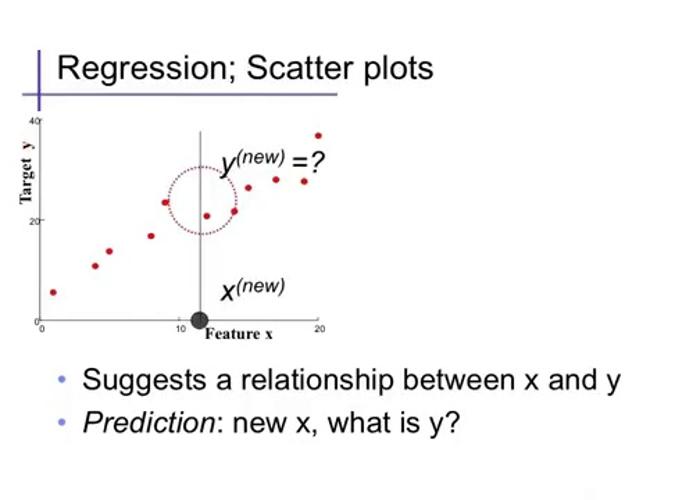 Regression; Scatter plots
40
Target y
y(new) =?
20
x(new)
0
0
10
20
Feature x
• Suggests a relationship between x and y
• Prediction: new x, what is y?